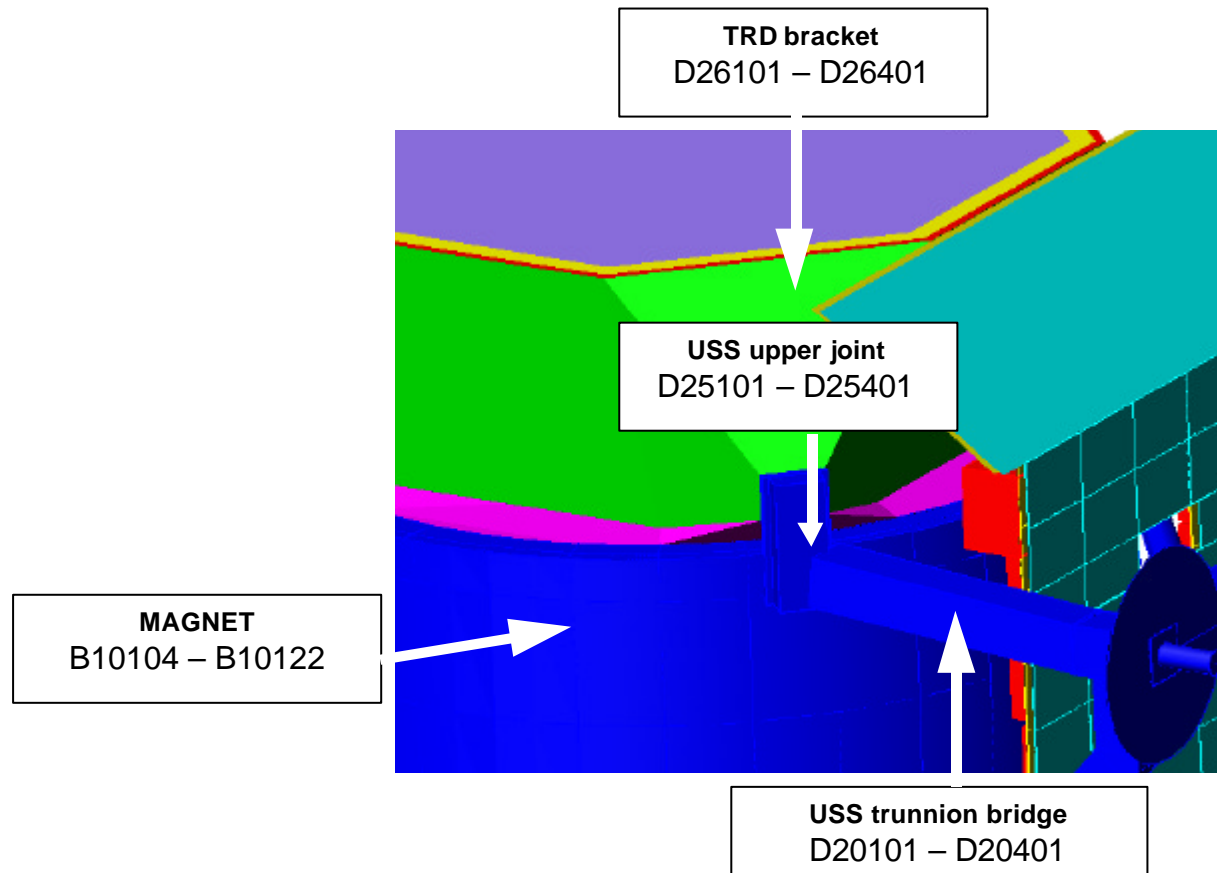 TRD bracket
D26101 – D26401
USS upper joint
D25101 – D25401
MAGNET
B10104 – B10122
USS trunnion bridge
D20101 – D20401